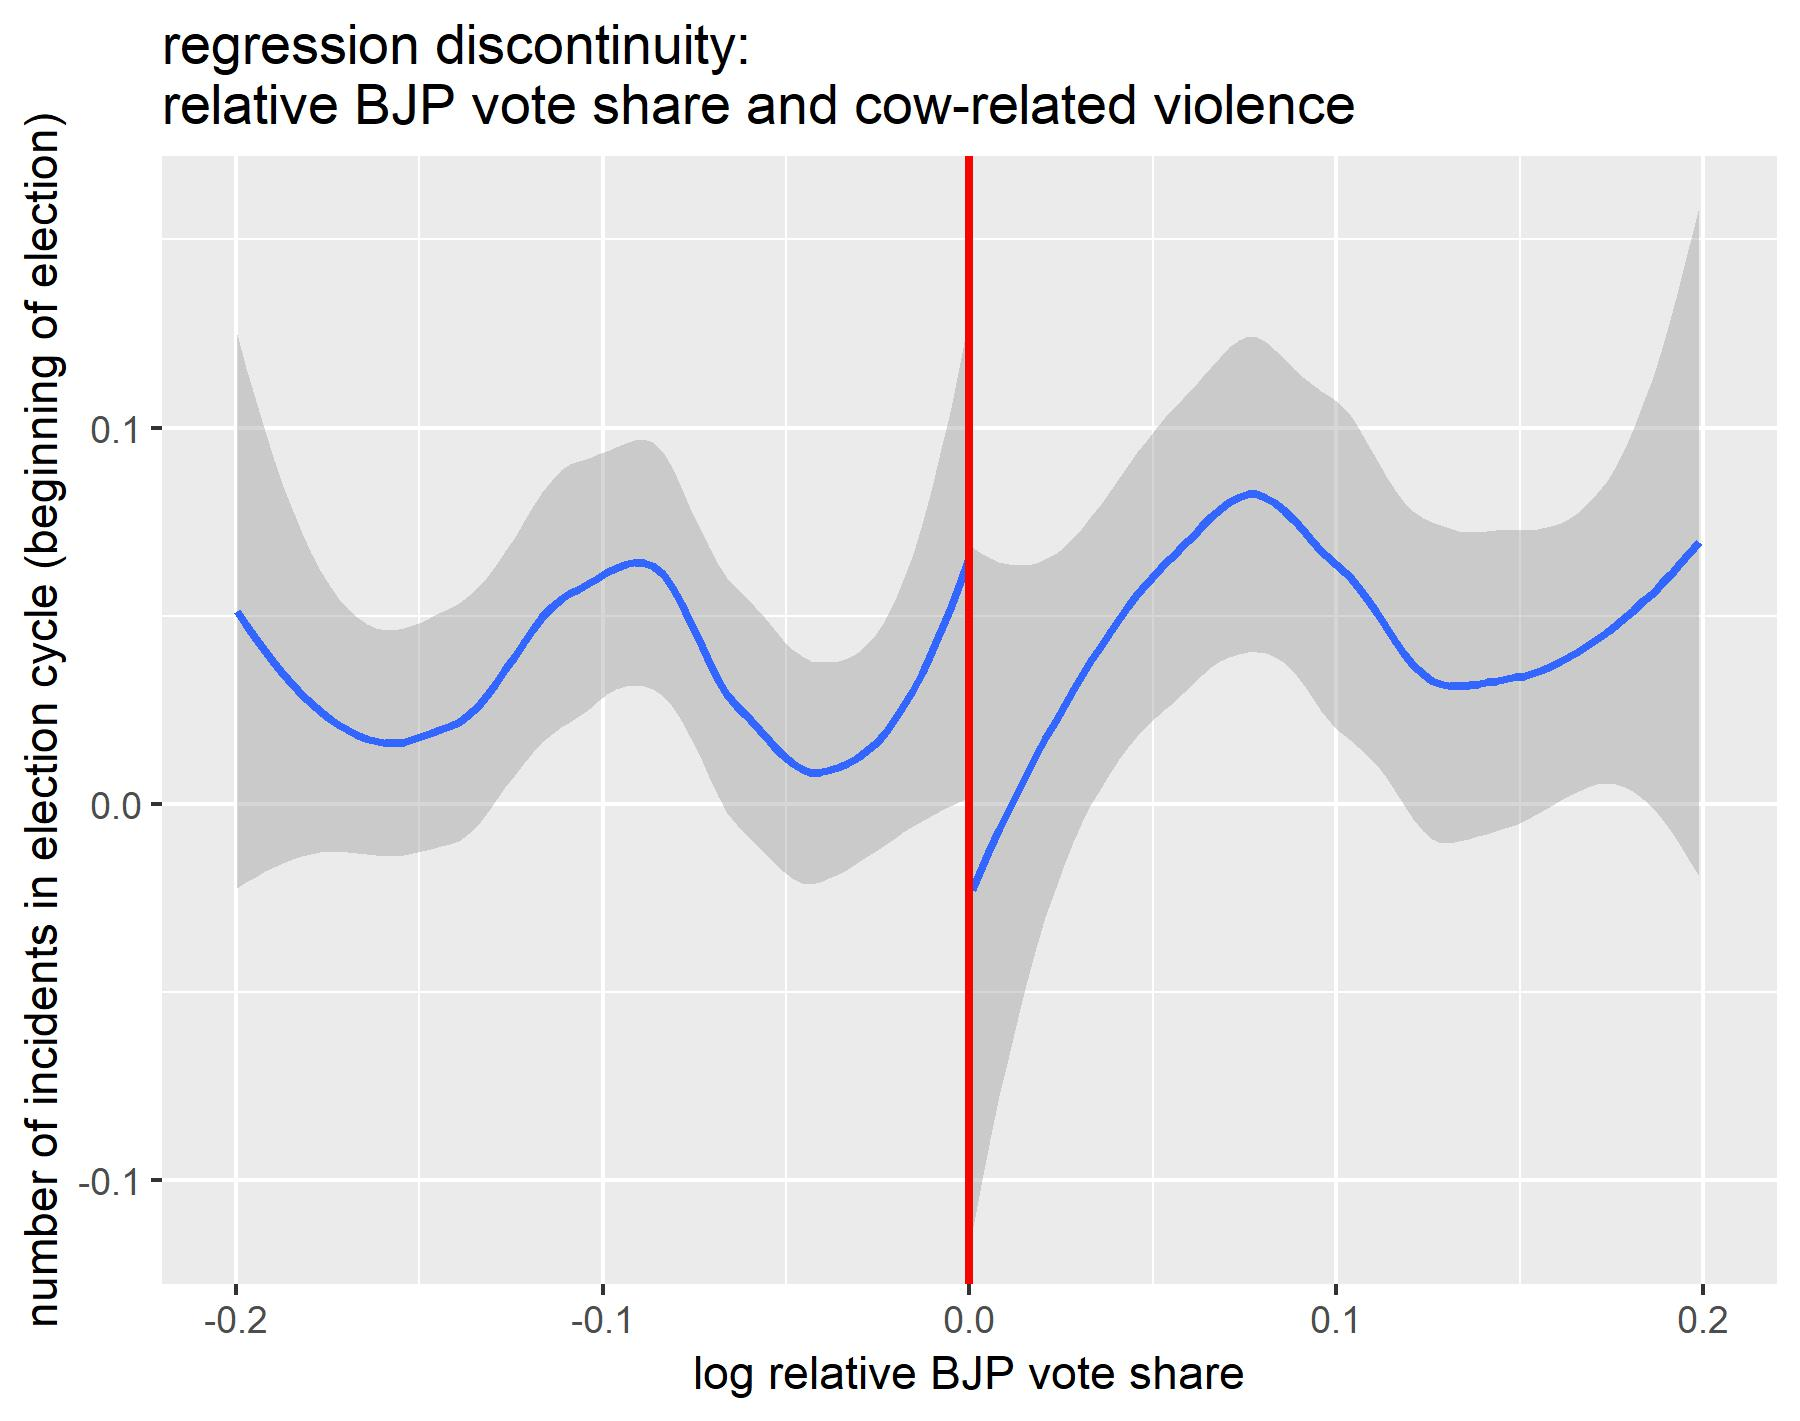 regression discontinuity:
relative BJP vote share and cow-related violence
number of incidents in election cycle (beginning of election)
0.1
0.0
-0.1
-0.2
-0.1
0.0
0.1
0.2
log relative BJP vote share